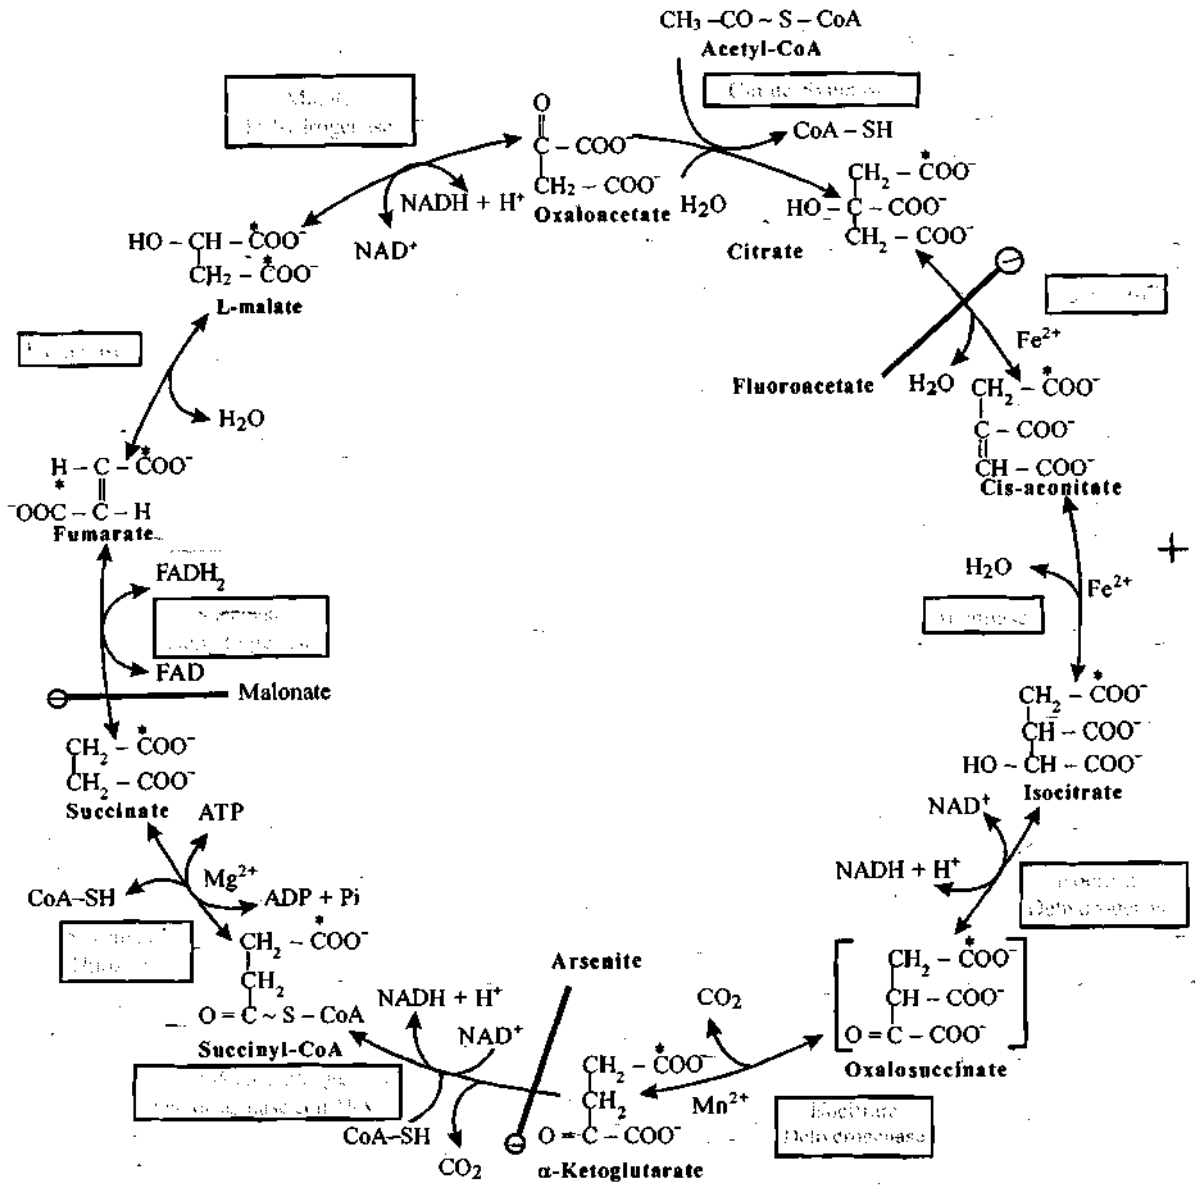 CH₃ –CO ~ S – CoA
Acetyl-CoA
CoA – SH
H₂O
O
C – COO⁻
CH₂ – COO⁻
Oxaloacetate
*
CH₂ – COO⁻
HO – C – COO⁻
CH₂ – COO⁻
Citrate
Fluoroacetate
H₂O
Fe²⁺
*
CH₂ – COO⁻
C – COO⁻
CH – COO⁻
Cis-aconitate
H₂O
Fe²⁺
*
CH₂ – COO⁻
CH – COO⁻
HO – CH – COO⁻
Isocitrate
NAD⁺
NADH + H⁺
*
CH₂ – COO⁻
CH – COO⁻
O = C – COO⁻
Oxalosuccinate
Isocitrate
Dehydrogenase
CO₂
Mn²⁺
*
CH₂ – COO⁻
CH₂
O = C – COO⁻
α-Ketoglutarate
Arsenite
NADH + H⁺
NAD⁺
CoA–SH
CO₂
*
CH₂ – COO⁻
CH₂
O = C ~ S – CoA
Succinyl-CoA
ATP
Mg²⁺
CoA–SH
ADP + Pi
*
CH₂ – COO⁻
CH₂ – COO⁻
Succinate
Malonate
FADH₂
FAD
*
H – C – COO⁻
*
⁻OOC – C – H
Fumarate
H₂O
*
HO – CH – COO⁻
*
CH₂ – COO⁻
L-malate
NADH + H⁺
NAD⁺